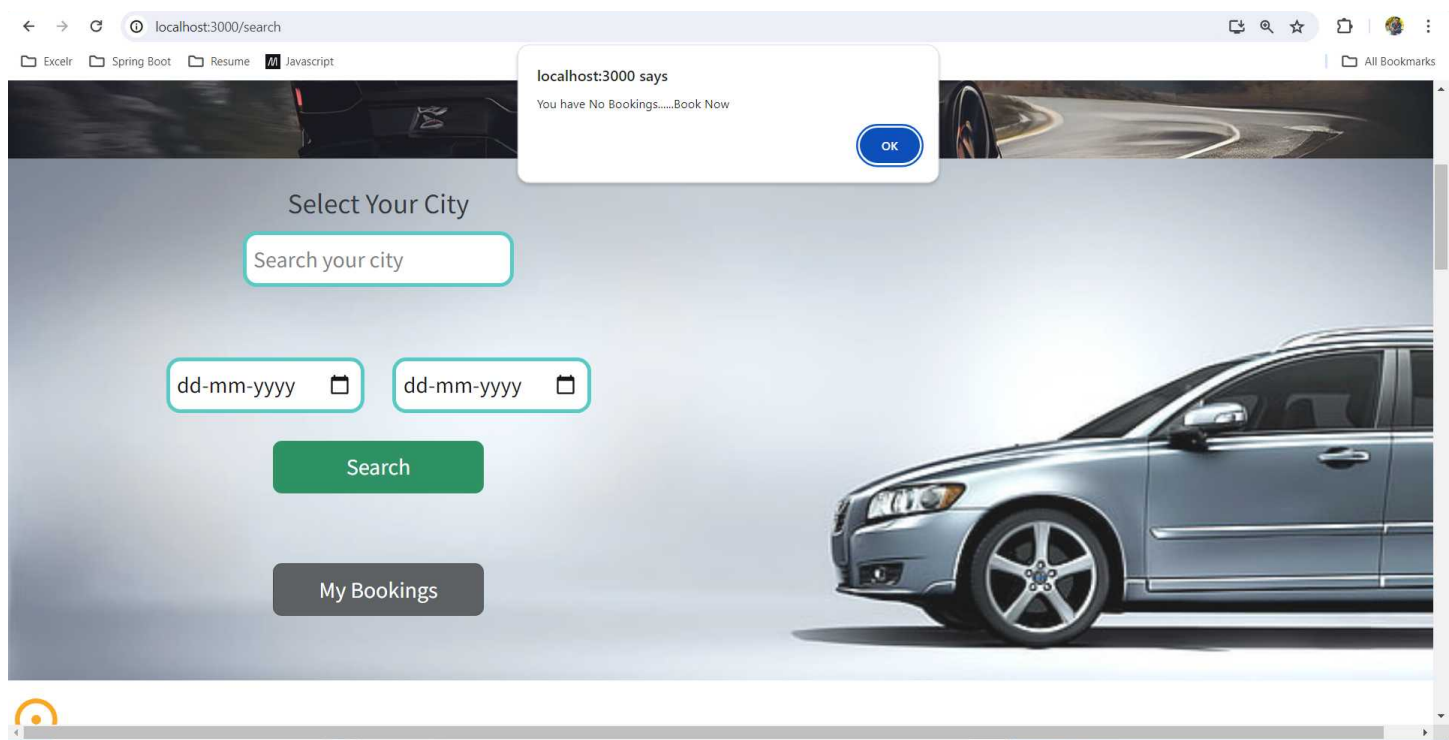 localhost:3000/search
Excelr Spring Boot Resume M Javascript All Bookmarks
localhost:3000 says
You have No Bookings......Book Now
OK
Select Your City
Search your city
dd-mm-yyyy dd-mm-yyyy
Search
My Bookings